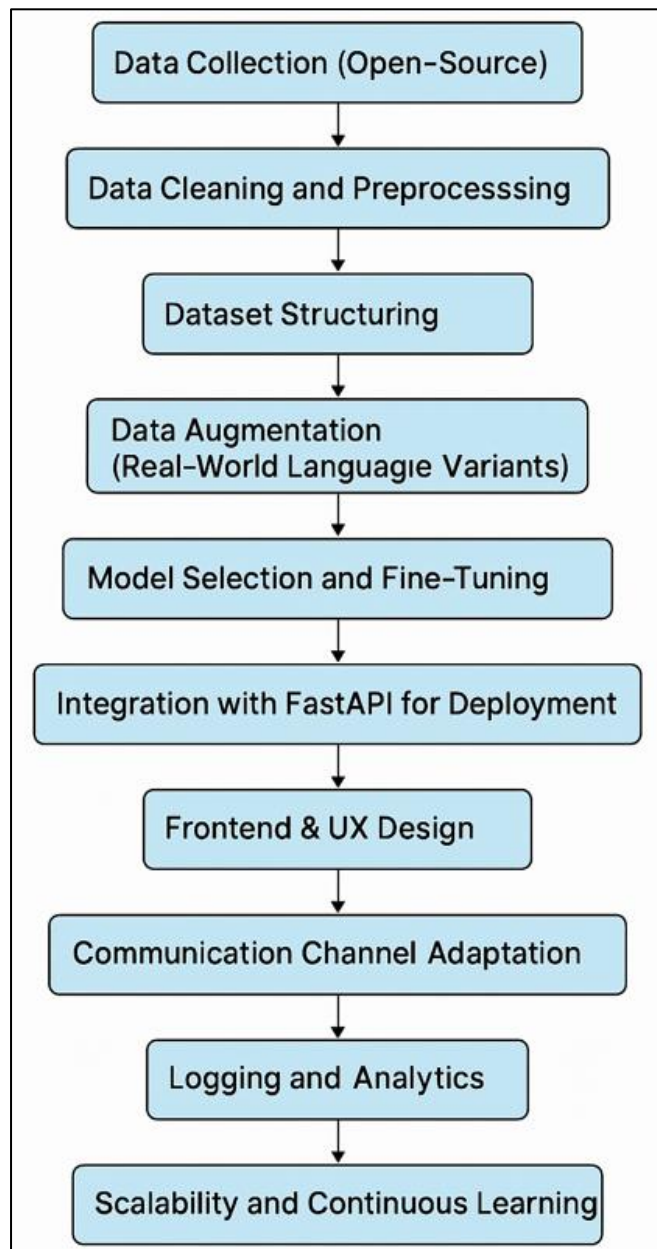 Data Collection (Open-Source)
Data Cleaning and Preprocesssing
Dataset Structuring
Data Augmentation
(Real-World Languagıe Variants)
Model Selection and Fine-Tuning
Integration with FastAPI for Deployment
Frontend & UX Design
Communication Channel Adaptation
Logging and Analytics
Scalability and Continuous Learning